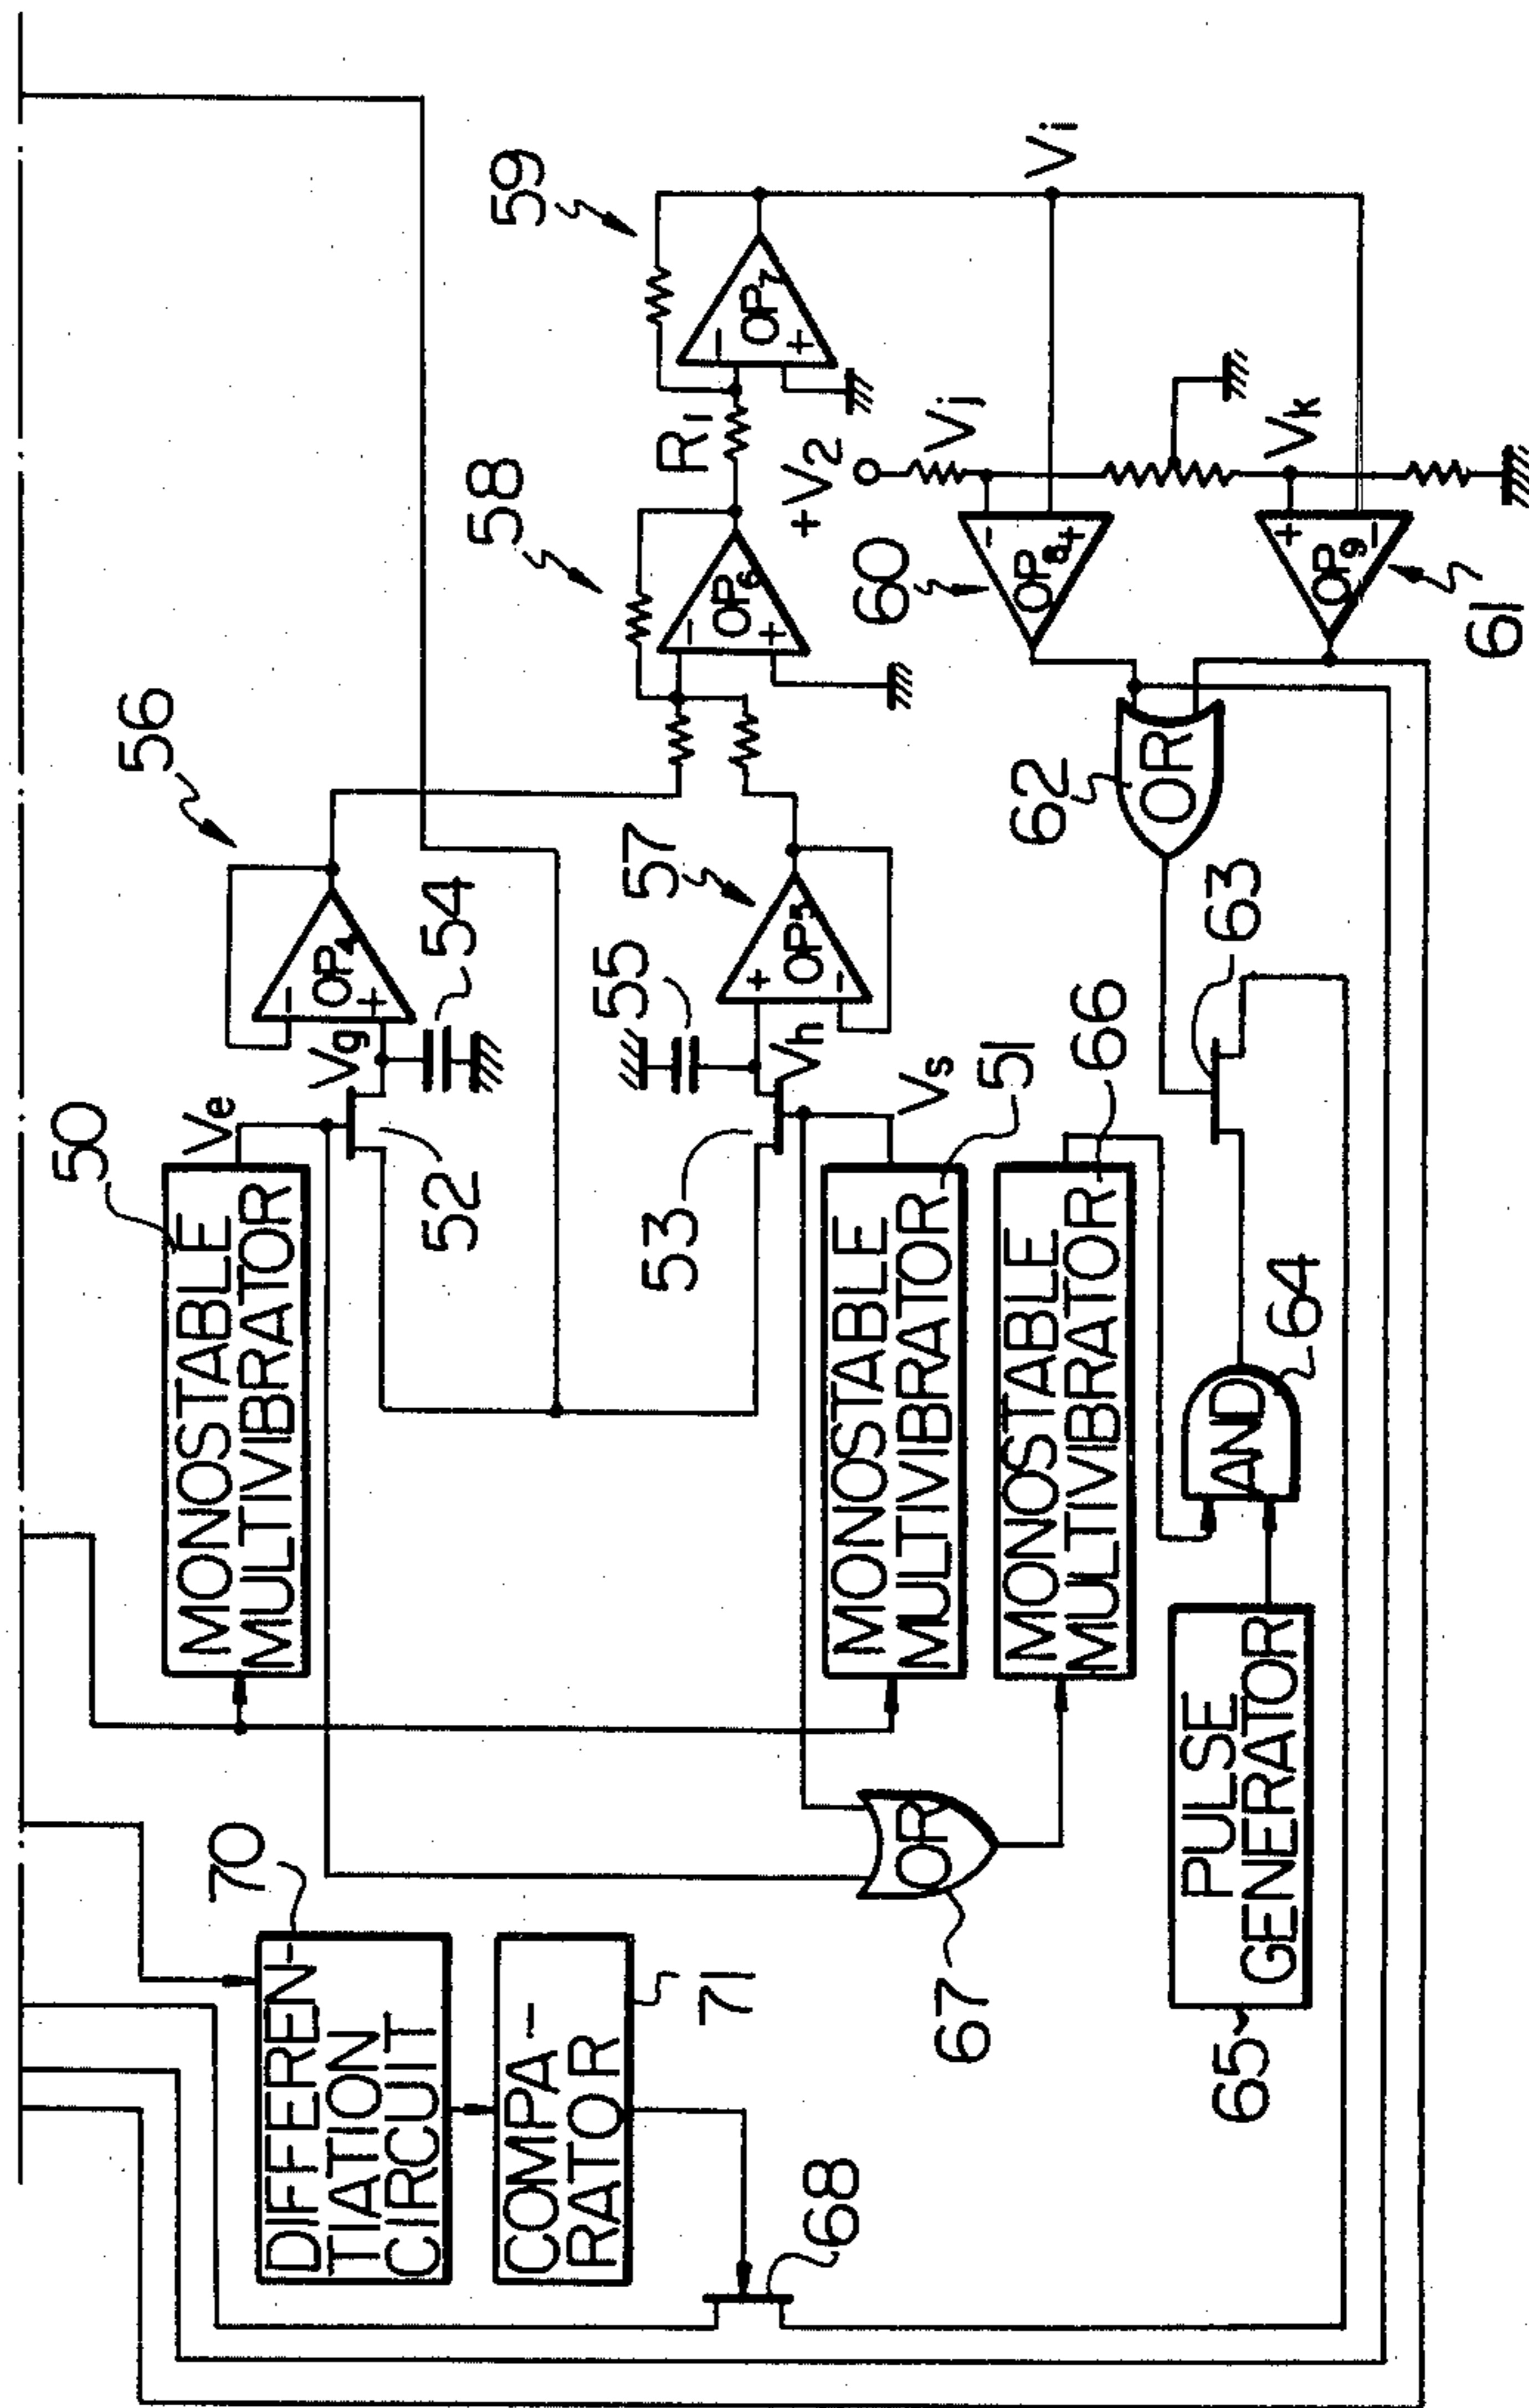 50
MONOSTABLE
MULTIVIBRATOR
Ve
52
Vg
54
-
OP4
+
56
53
55
Vh
+
OP5
-
57
Vs
MONOSTABLE
MULTIVIBRATOR
51
MONOSTABLE
MULTIVIBRATOR
66
58
-
OP6
+
R1
59
-
OP7
+
Vi
+V2
Vj
Vk
60
-
OP8
+
+
OP9
-
61
62
OR
63
AND
64
PULSE
GENERATOR
65
OR
67
70
DIFFEREN-
TIATION
CIRCUIT
COMPA-
RATOR
71
68